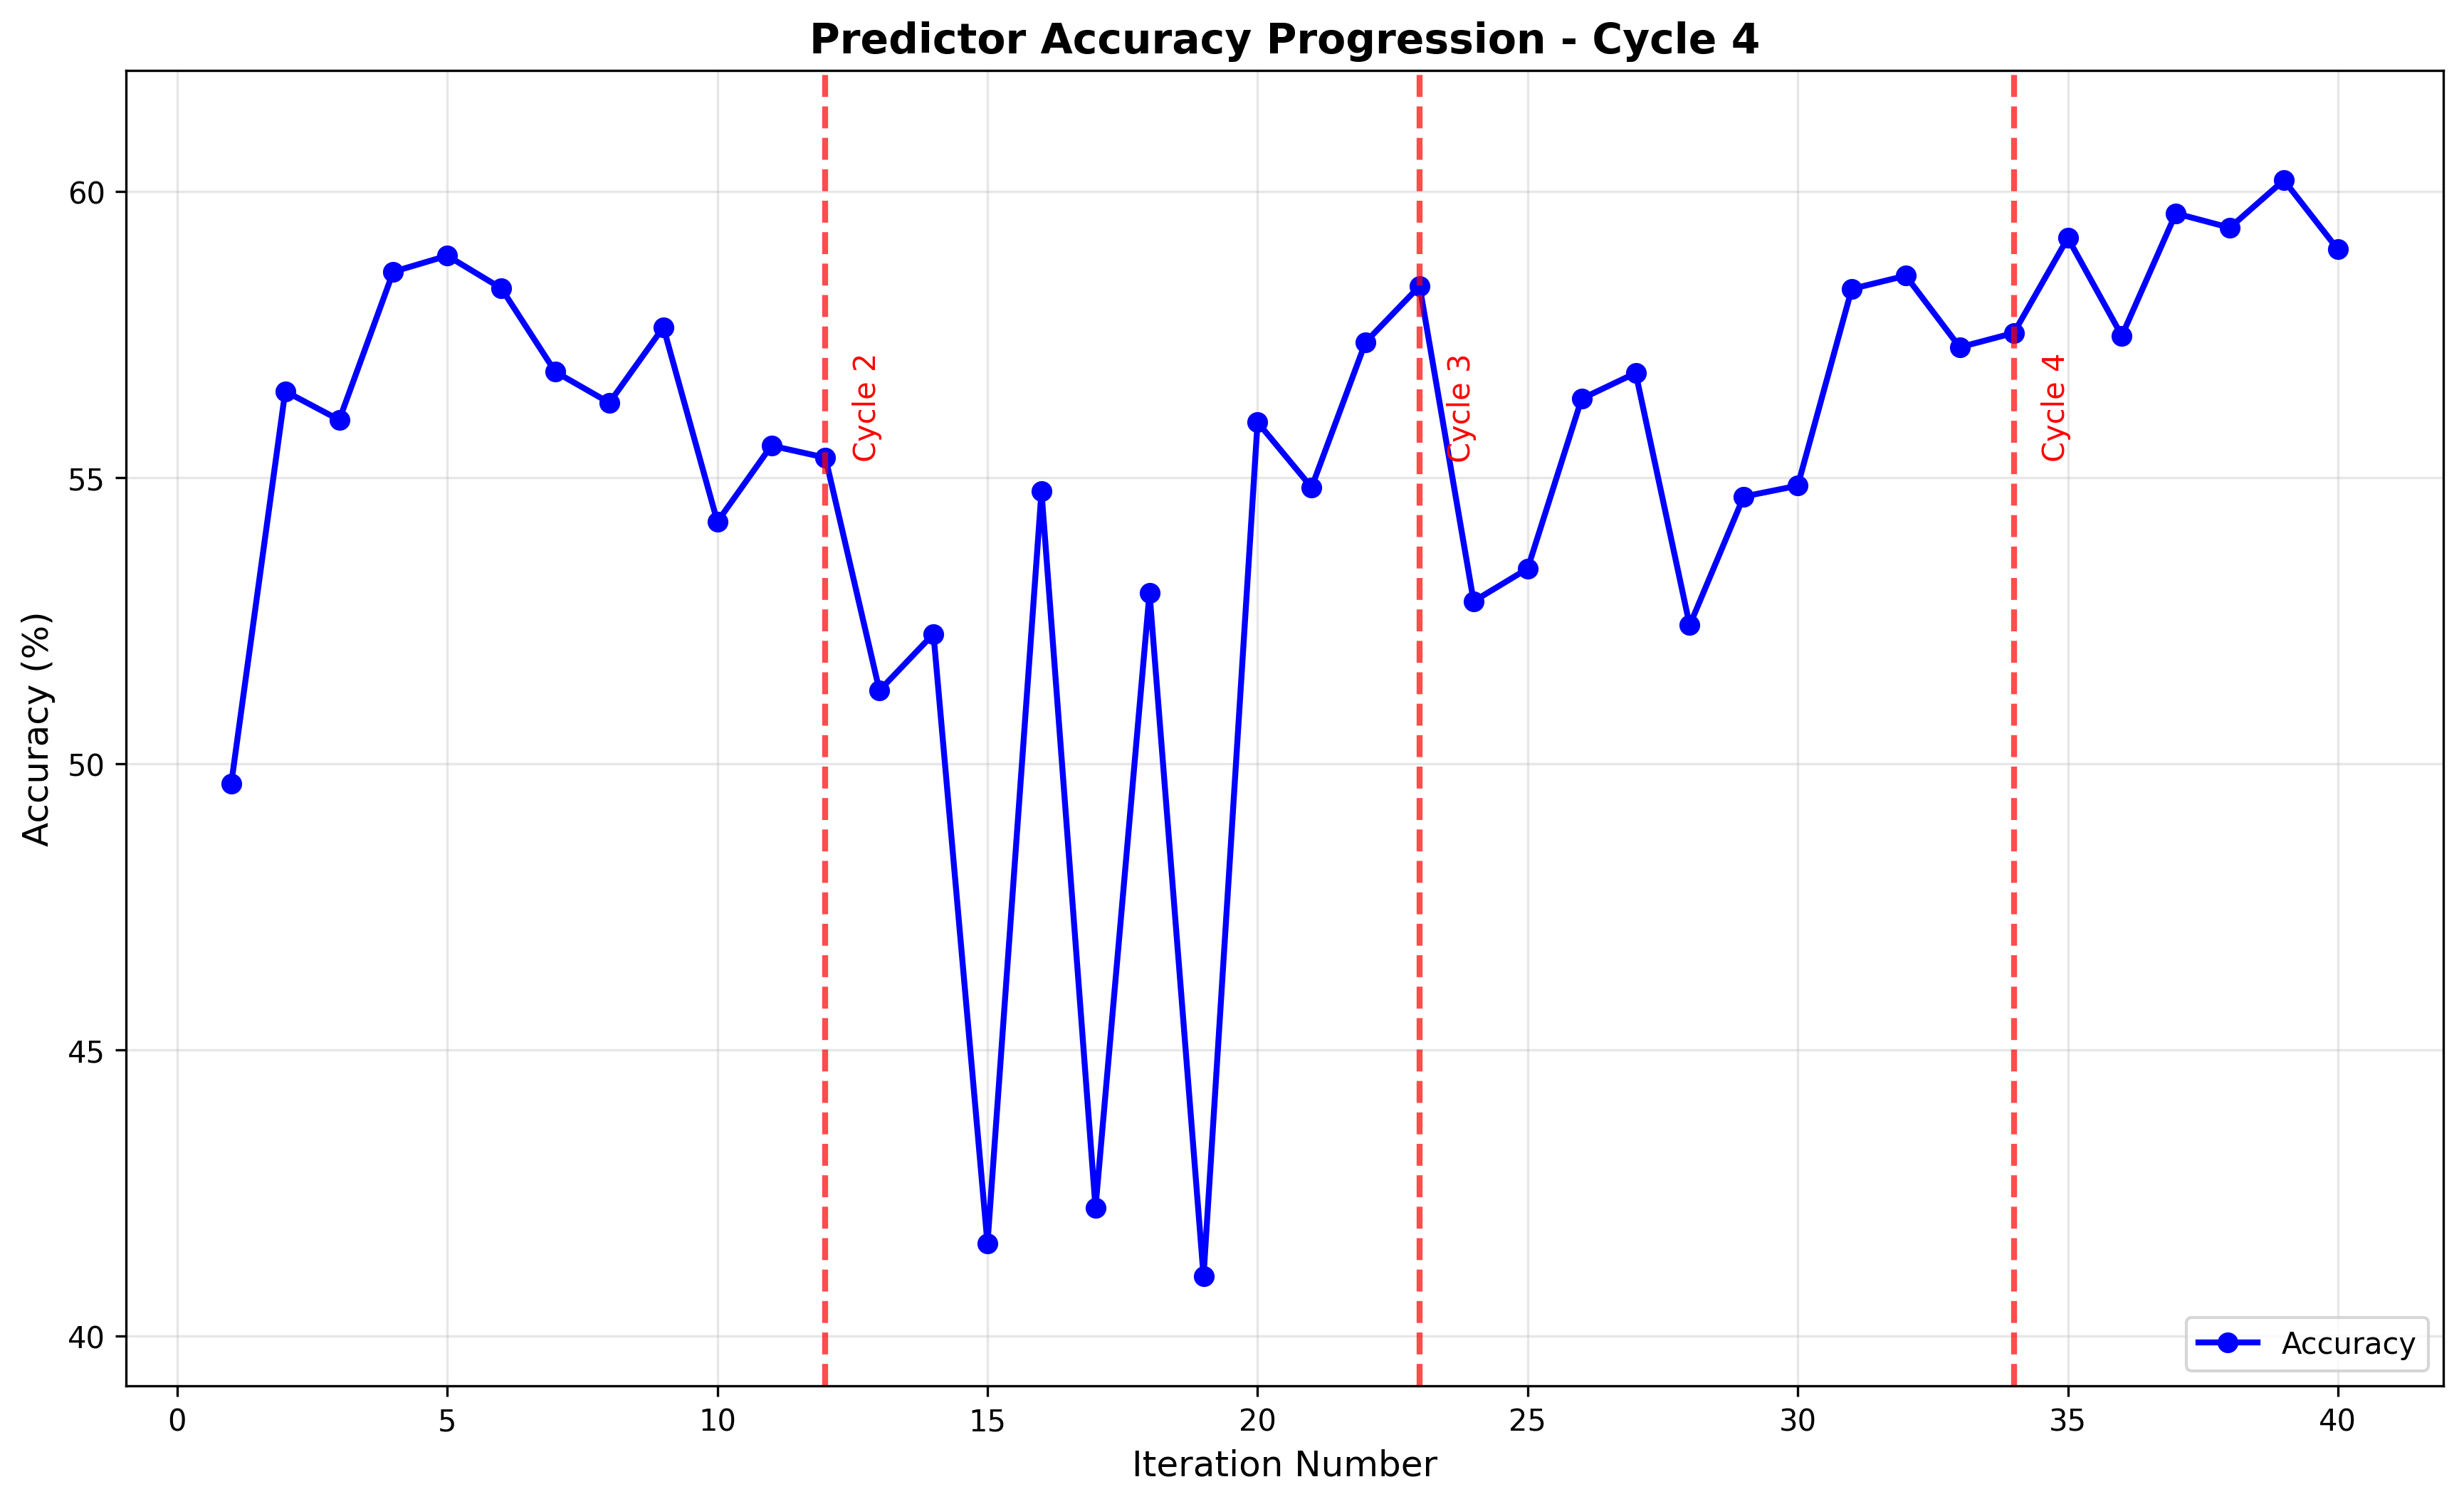 Predictor Accuracy Progression - Cycle 4
Accuracy (%)
60
55
50
45
40
Cycle 2
Cycle 3
Cycle 4
Accuracy
0 5 10 15 20 25 30 35 40
Iteration Number